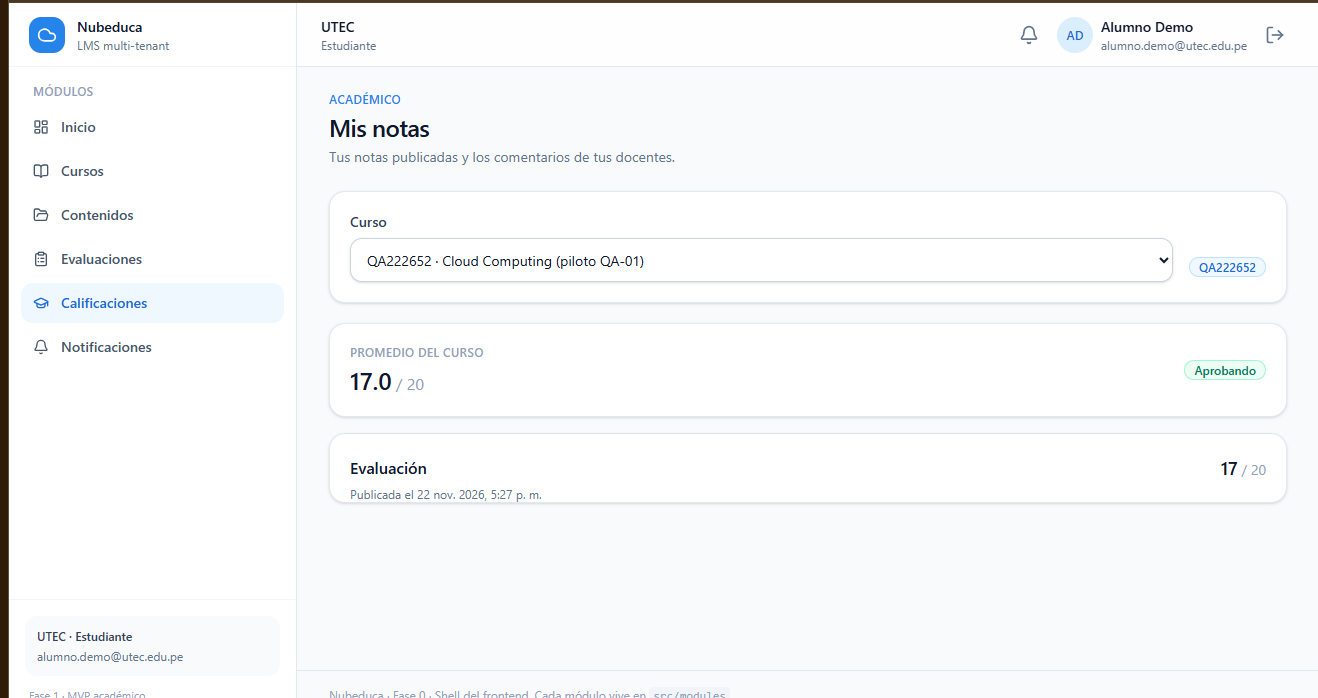 Nubeduca
LMS multi-tenant
MÓDULOS
Inicio
Cursos
Contenidos
Evaluaciones
Calificaciones
Notificaciones
UTEC · Estudiante
alumno.demo@utec.edu.pe
Fase 1 · MVP académico
UTEC
Estudiante
AD
Alumno Demo
alumno.demo@utec.edu.pe
ACADÉMICO
Mis notas
Tus notas publicadas y los comentarios de tus docentes.
Curso
QA222652 · Cloud Computing (piloto QA-01)
QA222652
PROMEDIO DEL CURSO
17.0 / 20
Aprobando
Evaluación
17 / 20
Publicada el 22 nov. 2026, 5:27 p. m.
Nubeduca · Fase 0 · Shell del frontend. Cada módulo vive en src/modules